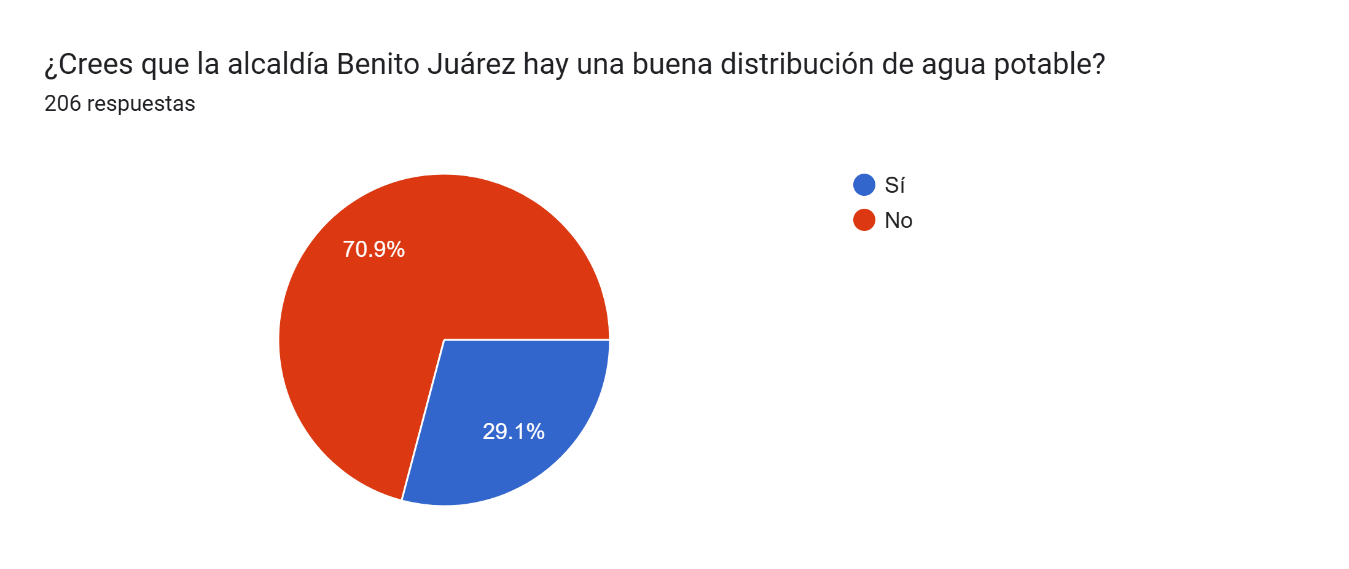 ¿Crees que la alcaldía Benito Juárez hay una buena distribución de agua potable?
206 respuestas
Sí
No
70.9%
29.1%